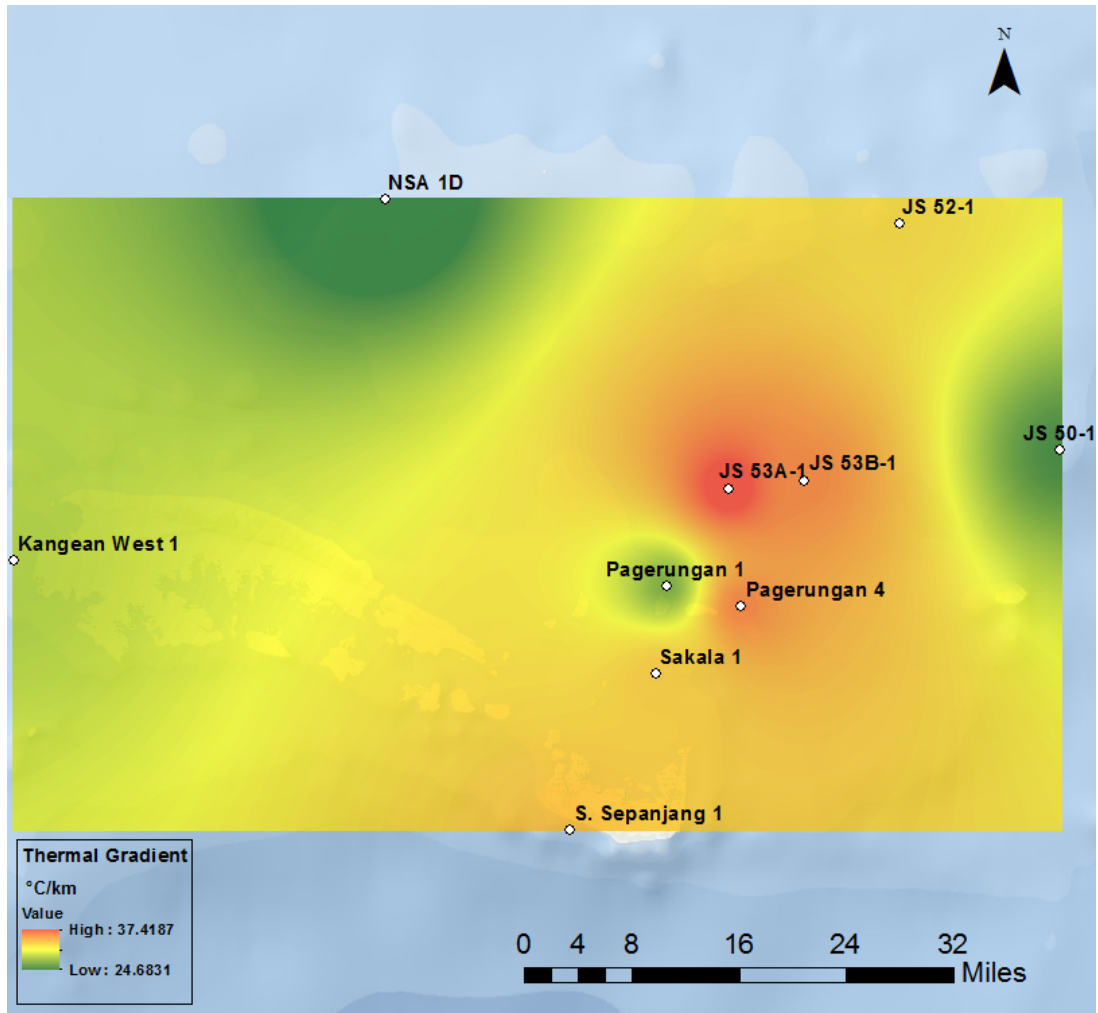 N
NSA 1D
JS 52-1
JS 50-1
JS 53A-1
JS 53B-1
Kangean West 1
Pagerungan 1
Pagerungan 4
Sakala 1
S. Sepanjang 1
Thermal Gradient
°C/km
Value
High : 37.4187
Low : 24.6831
0 4 8 16 24 32
Miles